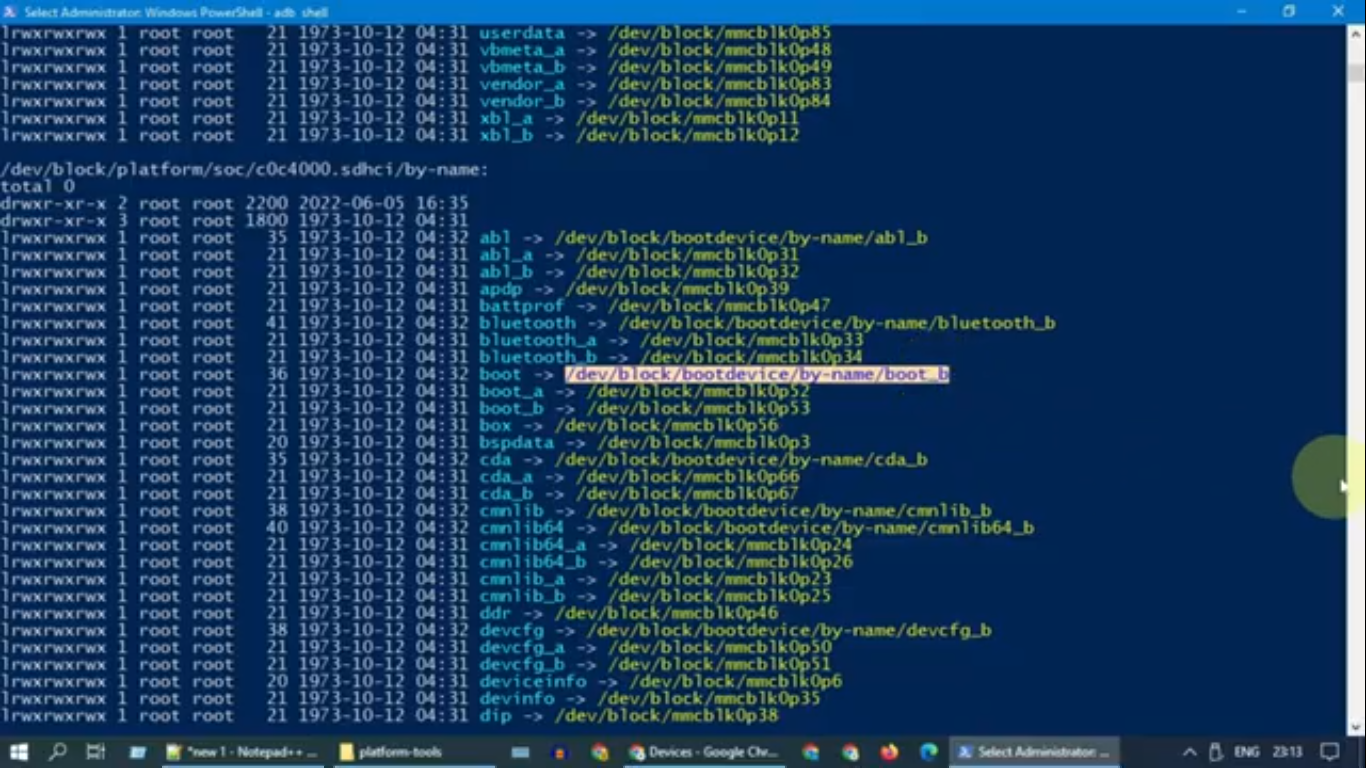 Select Administrator: Windows PowerShell - adb shell
lrwxrwxrwx 1 root root 21 1973-10-12 04:31 userdata -> /dev/block/mmcblk0p85
lrwxrwxrwx 1 root root 21 1973-10-12 04:31 vbmeta_a -> /dev/block/mmcblk0p48
lrwxrwxrwx 1 root root 21 1973-10-12 04:31 vbmeta_b -> /dev/block/mmcblk0p49
lrwxrwxrwx 1 root root 21 1973-10-12 04:31 vendor_a -> /dev/block/mmcblk0p83
lrwxrwxrwx 1 root root 21 1973-10-12 04:31 vendor_b -> /dev/block/mmcblk0p84
lrwxrwxrwx 1 root root 21 1973-10-12 04:31 xbl_a -> /dev/block/mmcblk0p11
lrwxrwxrwx 1 root root 21 1973-10-12 04:31 xbl_b -> /dev/block/mmcblk0p12
/dev/block/platform/soc/c0c4000.sdhci/by-name:
total 0
drwxr-xr-x 2 root root 2200 2022-06-05 16:35
drwxr-xr-x 3 root root 1800 1973-10-12 04:31
lrwxrwxrwx 1 root root 35 1973-10-12 04:32 abl -> /dev/block/bootdevice/by-name/abl_b
lrwxrwxrwx 1 root root 21 1973-10-12 04:31 abl_a -> /dev/block/mmcblk0p31
lrwxrwxrwx 1 root root 21 1973-10-12 04:31 abl_b -> /dev/block/mmcblk0p32
lrwxrwxrwx 1 root root 21 1973-10-12 04:31 apdp -> /dev/block/mmcblk0p39
lrwxrwxrwx 1 root root 21 1973-10-12 04:31 battprof -> /dev/block/mmcblk0p47
lrwxrwxrwx 1 root root 41 1973-10-12 04:32 bluetooth -> /dev/block/bootdevice/by-name/bluetooth_b
lrwxrwxrwx 1 root root 21 1973-10-12 04:31 bluetooth_a -> /dev/block/mmcblk0p33
lrwxrwxrwx 1 root root 21 1973-10-12 04:31 bluetooth_b -> /dev/block/mmcblk0p34
lrwxrwxrwx 1 root root 36 1973-10-12 04:32 boot -> /dev/block/bootdevice/by-name/boot_b
lrwxrwxrwx 1 root root 21 1973-10-12 04:31 boot_a -> /dev/block/mmcblk0p52
lrwxrwxrwx 1 root root 21 1973-10-12 04:31 boot_b -> /dev/block/mmcblk0p53
lrwxrwxrwx 1 root root 21 1973-10-12 04:31 box -> /dev/block/mmcblk0p56
lrwxrwxrwx 1 root root 20 1973-10-12 04:31 bspdata -> /dev/block/mmcblk0p3
lrwxrwxrwx 1 root root 35 1973-10-12 04:32 cda -> /dev/block/bootdevice/by-name/cda_b
lrwxrwxrwx 1 root root 21 1973-10-12 04:31 cda_a -> /dev/block/mmcblk0p66
lrwxrwxrwx 1 root root 21 1973-10-12 04:31 cda_b -> /dev/block/mmcblk0p67
lrwxrwxrwx 1 root root 38 1973-10-12 04:32 cmnlib -> /dev/block/bootdevice/by-name/cmnlib_b
lrwxrwxrwx 1 root root 40 1973-10-12 04:32 cmnlib64 -> /dev/block/bootdevice/by-name/cmnlib64_b
lrwxrwxrwx 1 root root 21 1973-10-12 04:31 cmnlib64_a -> /dev/block/mmcblk0p24
lrwxrwxrwx 1 root root 21 1973-10-12 04:31 cmnlib64_b -> /dev/block/mmcblk0p26
lrwxrwxrwx 1 root root 21 1973-10-12 04:31 cmnlib_a -> /dev/block/mmcblk0p23
lrwxrwxrwx 1 root root 21 1973-10-12 04:31 cmnlib_b -> /dev/block/mmcblk0p25
lrwxrwxrwx 1 root root 21 1973-10-12 04:31 ddr -> /dev/block/mmcblk0p46
lrwxrwxrwx 1 root root 38 1973-10-12 04:32 devcfg -> /dev/block/bootdevice/by-name/devcfg_b
lrwxrwxrwx 1 root root 21 1973-10-12 04:31 devcfg_a -> /dev/block/mmcblk0p50
lrwxrwxrwx 1 root root 21 1973-10-12 04:31 devcfg_b -> /dev/block/mmcblk0p51
lrwxrwxrwx 1 root root 20 1973-10-12 04:31 deviceinfo -> /dev/block/mmcblk0p6
lrwxrwxrwx 1 root root 21 1973-10-12 04:31 devinfo -> /dev/block/mmcblk0p35
lrwxrwxrwx 1 root root 21 1973-10-12 04:31 dip -> /dev/block/mmcblk0p38
*new 1 - Notepad++ ... platform-tools Devices - Google Chr... Select Administrator: ... ENG 23:13